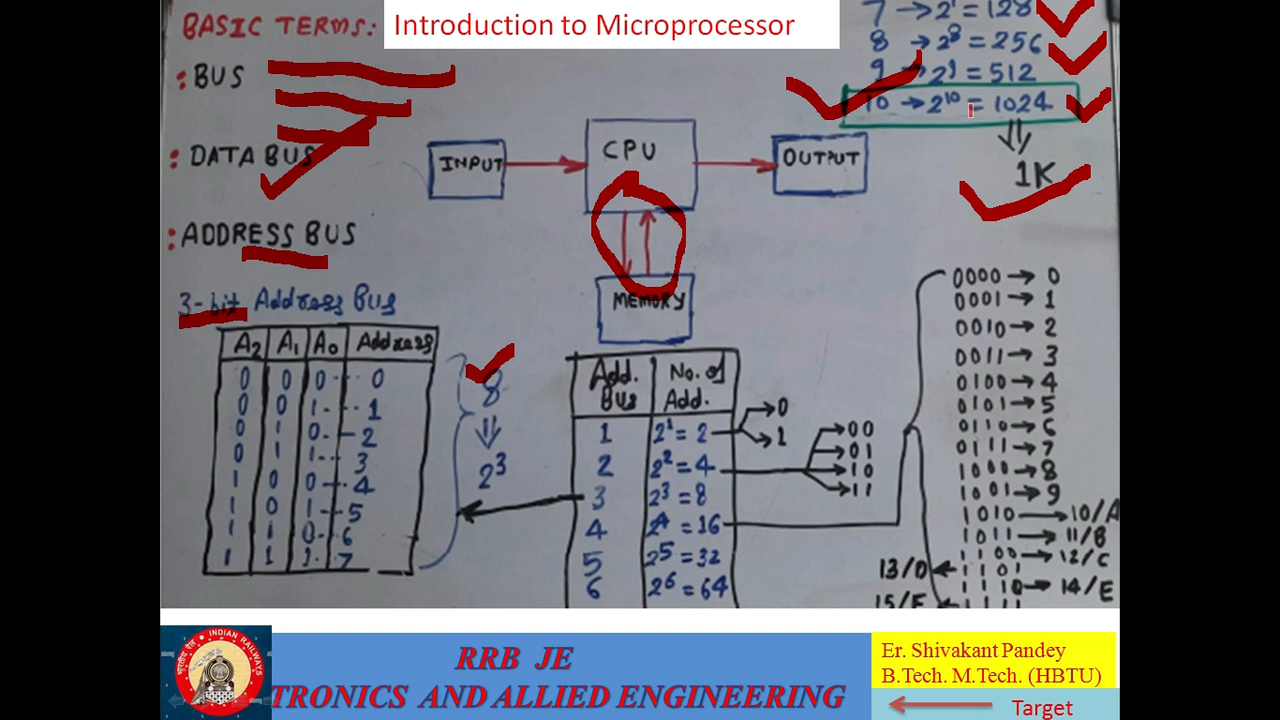 Introduction to Microprocessor
BASIC TERMS:
: BUS
: DATA BUS
: ADDRESS BUS
7 → 2⁷ = 128
8 → 2⁸ = 256
9 → 2⁹ = 512
10 → 2¹⁰ = 1024
⇓
1K
INPUT
CPU
OUTPUT
MEMORY
3-bit Address Bus
A₂ A₁ A₀ Address
0 0 0 0
0 0 1 1
0 1 0 2
0 1 1 3
1 0 0 4
1 0 1 5
1 1 0 6
1 1 1 7
8
⇓
2³
Add. Bus No. of Add.
1 2¹ = 2
2 2² = 4
3 2³ = 8
4 2⁴ = 16
5 2⁵ = 32
6 2⁶ = 64
→ 0
→ 1
→ 00
→ 01
→ 10
→ 11
0000 → 0
0001 → 1
0010 → 2
0011 → 3
0100 → 4
0101 → 5
0110 → 6
0111 → 7
1000 → 8
1001 → 9
1010 → 10/A
1011 → 11/B
1100 → 12/C
13/D ← 1101
1110 → 14/E
15/F ← 1111
INDIAN RAILWAYS
भारतीय रेल
RRB JE
TRONICS AND ALLIED ENGINEERING
Er. Shivakant Pandey
B.Tech. M.Tech. (HBTU)
Target